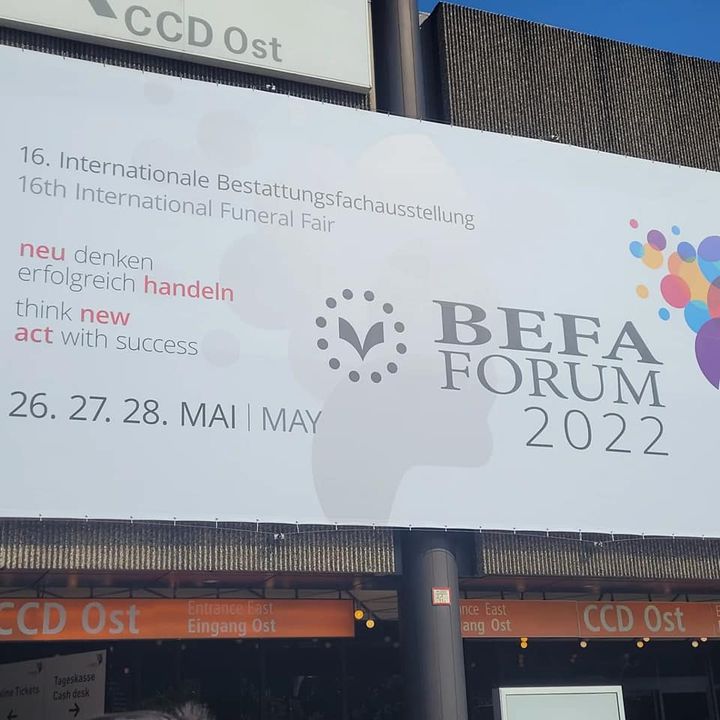 CCD Ost
16. Internationale Bestattungsfachausstellung
16th International Funeral Fair
neu denken
erfolgreich handeln
think new
act with success
26. 27. 28. MAI | MAY
BEFA
FORUM
2022
CCD Ost
Entrance East
Eingang Ost
East
Ost
CCD Ost
Tickets
Tageskasse
Cash desk